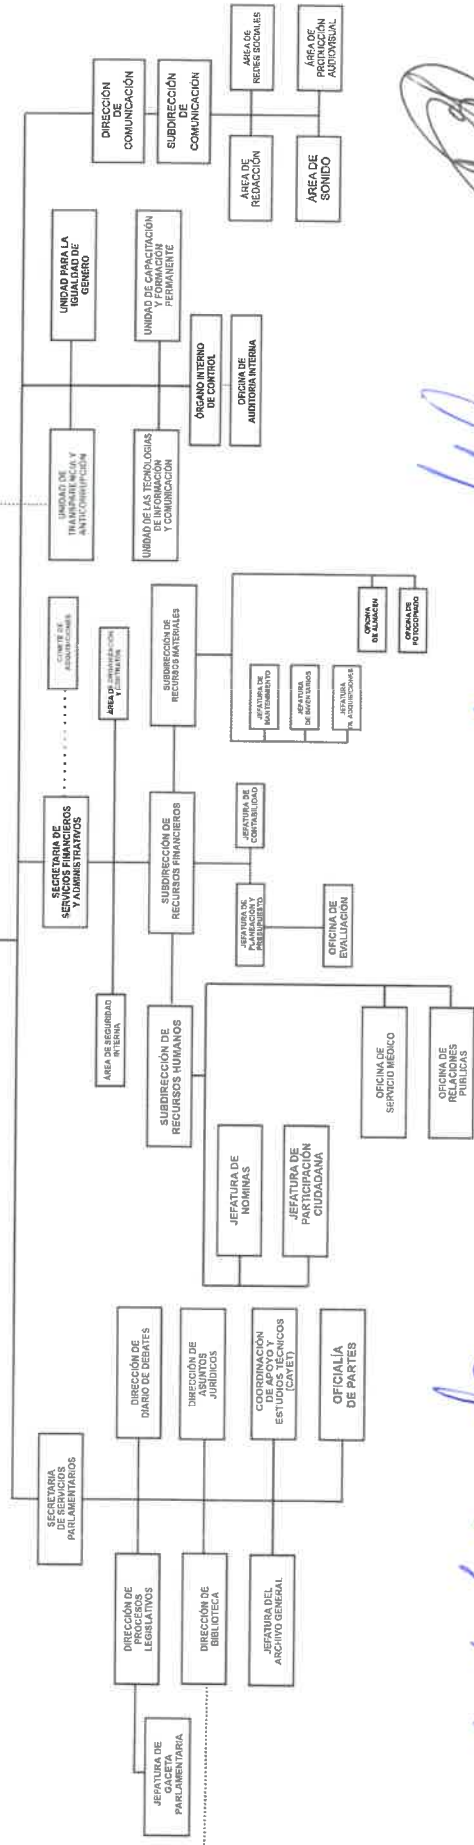 SECRETARIA
DE SERVICIOS
PARLAMENTARIOS
DIRECCIÓN DE
PROCESOS
LEGISLATIVOS
DIRECCIÓN DE
DIARIO DE DEBATES
JEFATURA DE
GACETA
PARLAMENTARIA
DIRECCIÓN DE
BIBLIOTECA
DIRECCIÓN DE
ASUNTOS
JURÍDICOS
JEFATURA DEL
ARCHIVO GENERAL
COORDINACIÓN
DE APOYO Y
ESTUDIOS TÉCNICOS
(CAYET)
OFICIALÍA
DE PARTES
SECRETARIA DE
SERVICIOS FINANCIEROS
Y ADMINISTRATIVOS
COMITÉ DE
ADQUISICIONES
ÁREA DE SEGURIDAD
INTERNA
ÁREA DE ORGANIZACIÓN
Y CONTRATOS
SUBDIRECCIÓN DE
RECURSOS HUMANOS
SUBDIRECCIÓN DE
RECURSOS FINANCIEROS
SUBDIRECCIÓN DE
RECURSOS MATERIALES
JEFATURA DE
NOMINAS
JEFATURA DE
PARTICIPACIÓN
CIUDADANA
OFICINA DE
SERVICIO MÉDICO
OFICINA DE
RELACIONES
PUBLICAS
JEFATURA DE
PLANEACIÓN Y
PRESUPUESTO
JEFATURA DE
CONTABILIDAD
OFICINA DE
EVALUACIÓN
JEFATURA DE
MANTENIMIENTO
JEFATURA
DE INVENTARIOS
JEFATURA
DE ADQUISICIONES
OFICINA
DE ALMACEN
OFICINA DE
FOTOCOPIADO
UNIDAD DE
TRANSPARENCIA Y
ANTICORRUPCIÓN
UNIDAD PARA LA
IGUALDAD DE
GENERO
UNIDAD DE LAS TECNOLOGÍAS
DE INFORMACIÓN
Y COMUNICACIÓN
UNIDAD DE CAPACITACIÓN
Y FORMACIÓN
PERMANENTE
ÓRGANO INTERNO
DE CONTROL
OFICINA DE
AUDITORIA INTERNA
DIRECCIÓN
DE
COMUNICACIÓN
SUBDIRECCIÓN
DE
COMUNICACIÓN
ÁREA DE
REDACCIÓN
ÁREA DE
REDES SOCIALES
ÁREA DE
SONIDO
ÁREA DE
PRODUCCIÓN
AUDIOVISUAL